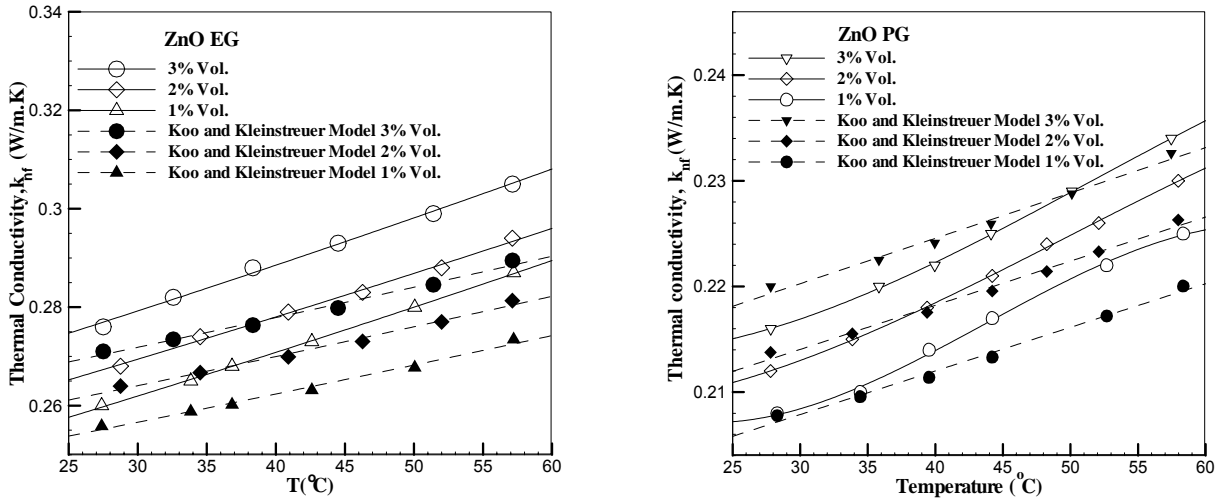 ZnO EG
3% Vol.
2% Vol.
1% Vol.
Koo and Kleinstreuer Model 3% Vol.
Koo and Kleinstreuer Model 2% Vol.
Koo and Kleinstreuer Model 1% Vol.
Thermal Conductivity,knf (W/m.K)
0.34
0.32
0.3
0.28
0.26
25 30 35 40 45 50 55 60
T(°C)
ZnO PG
3% Vol.
2% Vol.
1% Vol.
Koo and Kleinstreuer Model 3% Vol.
Koo and Kleinstreuer Model 2% Vol.
Koo and Kleinstreuer Model 1% Vol.
Thermal conductivity, knf (W/m.K)
0.24
0.23
0.22
0.21
25 30 35 40 45 50 55 60
Temperature (°C)